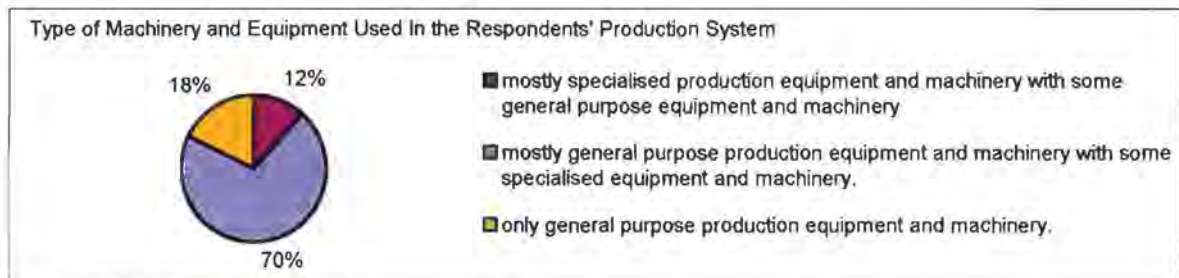 Type of Machinery and Equipment Used In the Respondents' Production System
18%
12%
70%
mostly specialised production equipment and machinery with some
general purpose equipment and machinery
mostly general purpose production equipment and machinery with some
specialised equipment and machinery.
only general purpose production equipment and machinery.